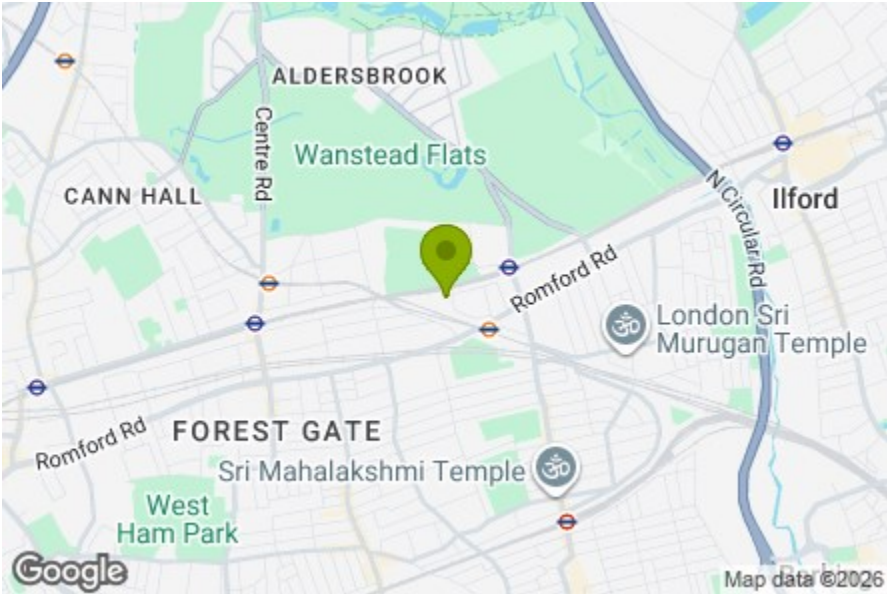 ALDERSBROOK
Centre Rd
Wanstead Flats
CANN HALL
N Circular Rd
Ilford
Romford Rd
London Sri
Murugan Temple
Romford Rd
FOREST GATE
Sri Mahalakshmi Temple
West
Ham Park
Google
Map data ©2026